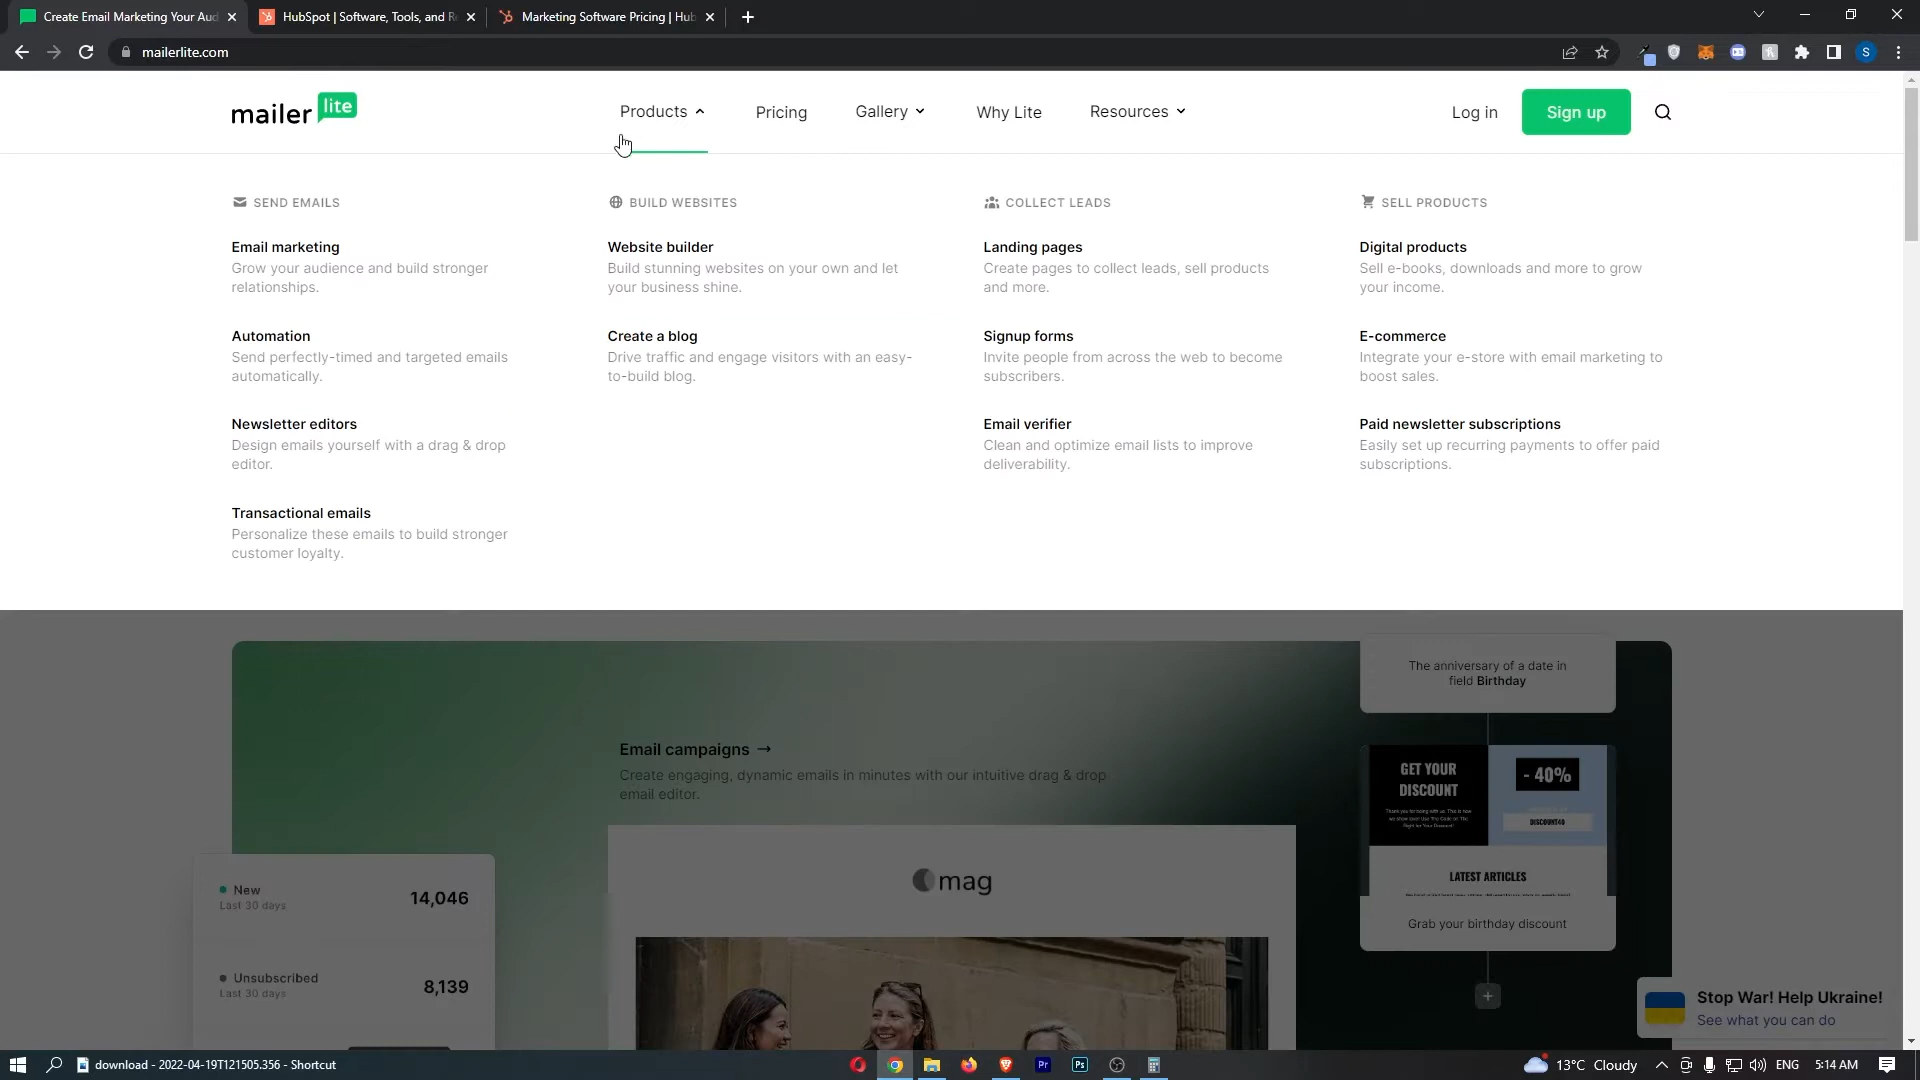 Create Email Marketing Your Aud
HubSpot | Software, Tools, and Re
Marketing Software Pricing | Hub
mailerlite.com
S
mailer lite
Products
Pricing
Gallery
Why Lite
Resources
Log in
Sign up
SEND EMAILS
Email marketing
Grow your audience and build stronger
relationships.
Automation
Send perfectly-timed and targeted emails
automatically.
Newsletter editors
Design emails yourself with a drag & drop
editor.
Transactional emails
Personalize these emails to build stronger
customer loyalty.
BUILD WEBSITES
Website builder
Build stunning websites on your own and let
your business shine.
Create a blog
Drive traffic and engage visitors with an easy-
to-build blog.
COLLECT LEADS
Landing pages
Create pages to collect leads, sell products
and more.
Signup forms
Invite people from across the web to become
subscribers.
Email verifier
Clean and optimize email lists to improve
deliverability.
SELL PRODUCTS
Digital products
Sell e-books, downloads and more to grow
your income.
E-commerce
Integrate your e-store with email marketing to
boost sales.
Paid newsletter subscriptions
Easily set up recurring payments to offer paid
subscriptions.
Email campaigns →
Create engaging, dynamic emails in minutes with our intuitive drag & drop
email editor.
mag
New
Last 30 days
14,046
Unsubscribed
Last 30 days
8,139
The anniversary of a date in
field Birthday
GET YOUR
DISCOUNT
- 40%
DISCOUNT40
LATEST ARTICLES
Grab your birthday discount
Stop War! Help Ukraine!
See what you can do
download - 2022-04-19T121505.356 - Shortcut
Pr
Ps
13°C Cloudy
ENG
5:14 AM